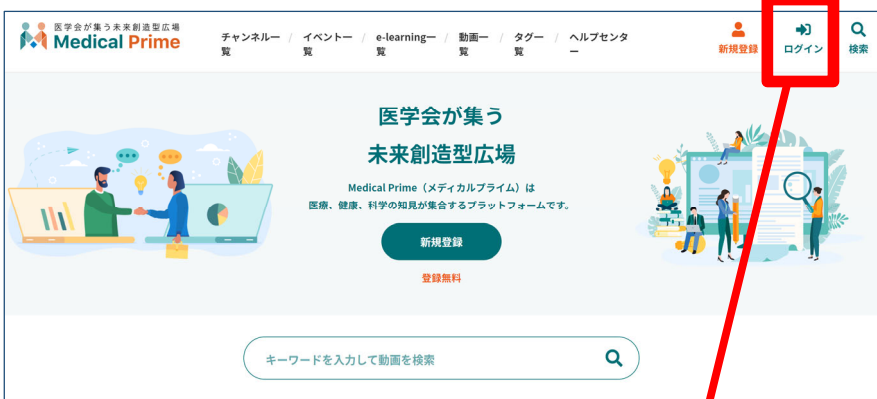 医学会が集う未来創造型広場
Medical Prime
チャンネル一覧 / イベント一覧 / e-learning一覧 / 動画一覧 / タグ一覧 / ヘルプセンター
新規登録
ログイン
検索
医学会が集う
未来創造型広場
Medical Prime（メディカルプライム）は
医療、健康、科学の知見が集合するプラットフォームです。
新規登録
登録無料
キーワードを入力して動画を検索